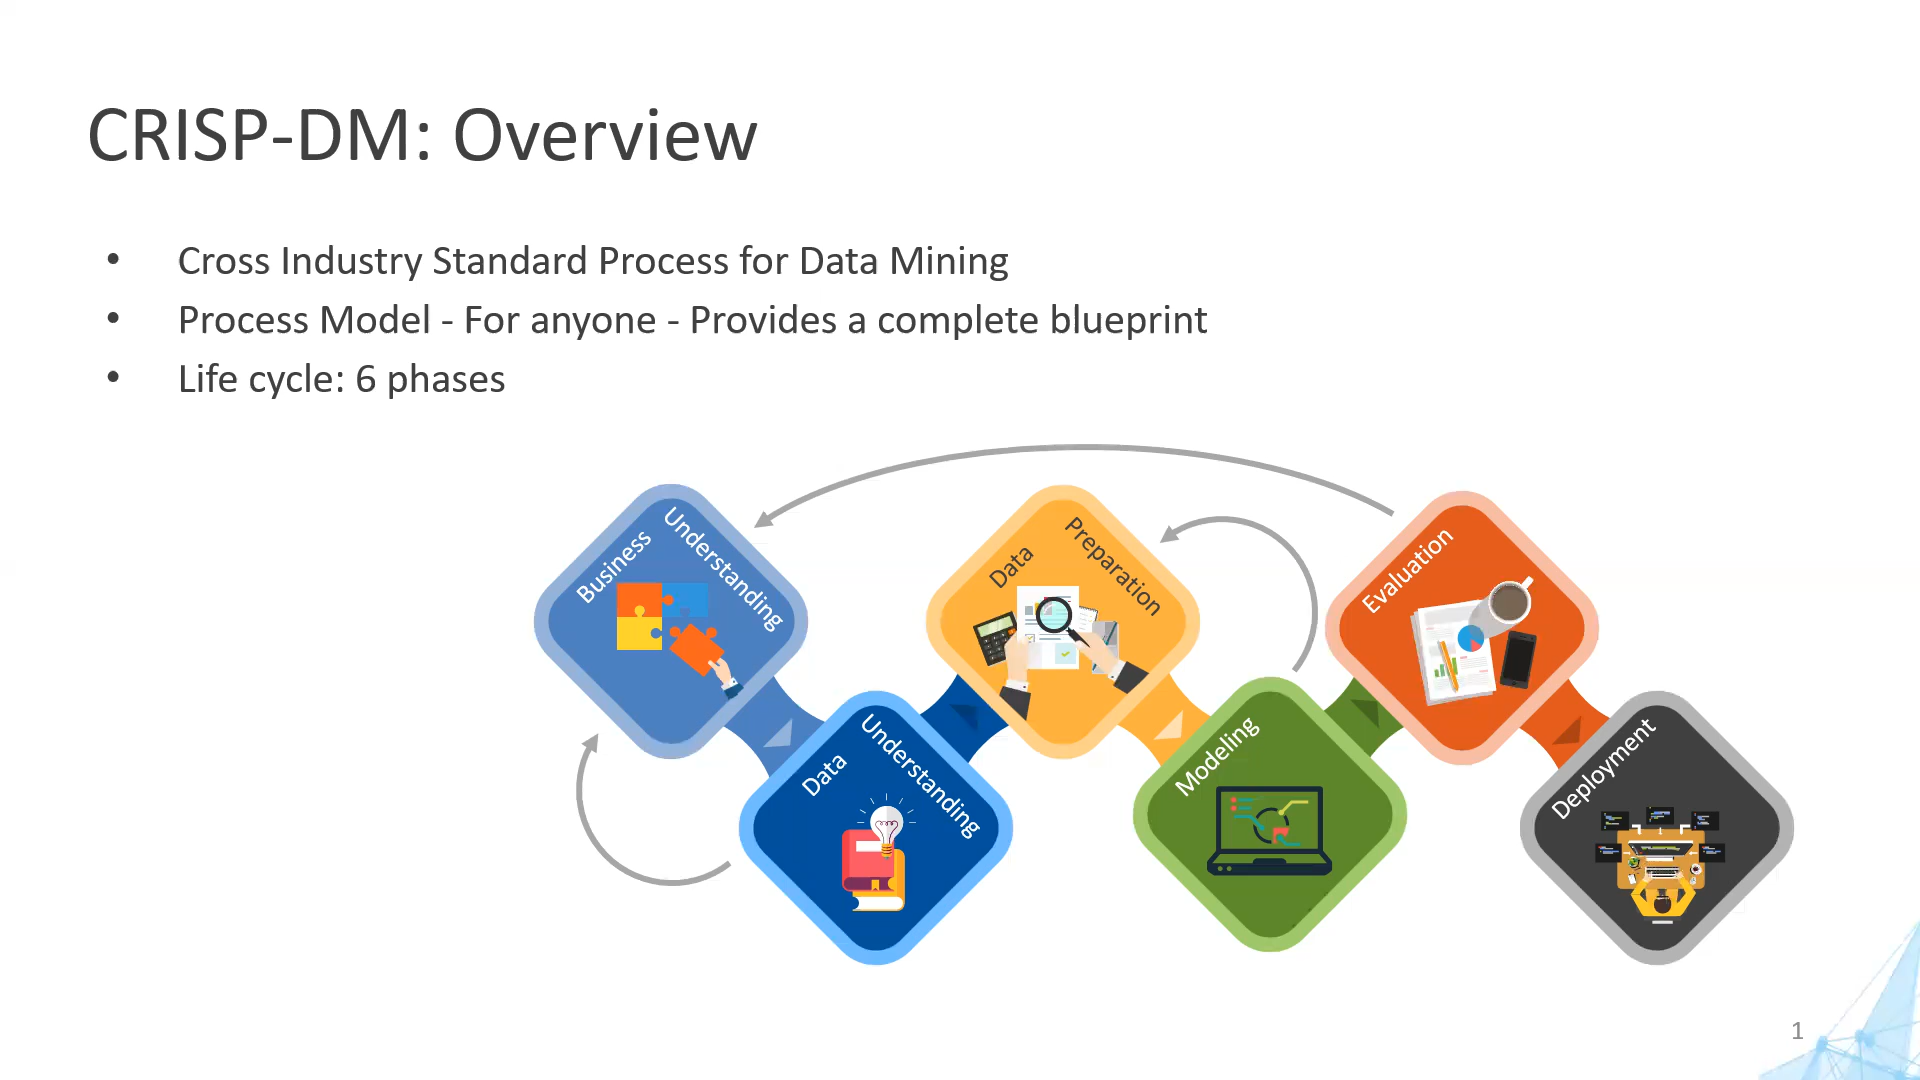 CRISP-DM: Overview
• Cross Industry Standard Process for Data Mining
• Process Model - For anyone - Provides a complete blueprint
• Life cycle: 6 phases
Business Understanding
Data Understanding
Data Preparation
Modeling
Evaluation
Deployment
1